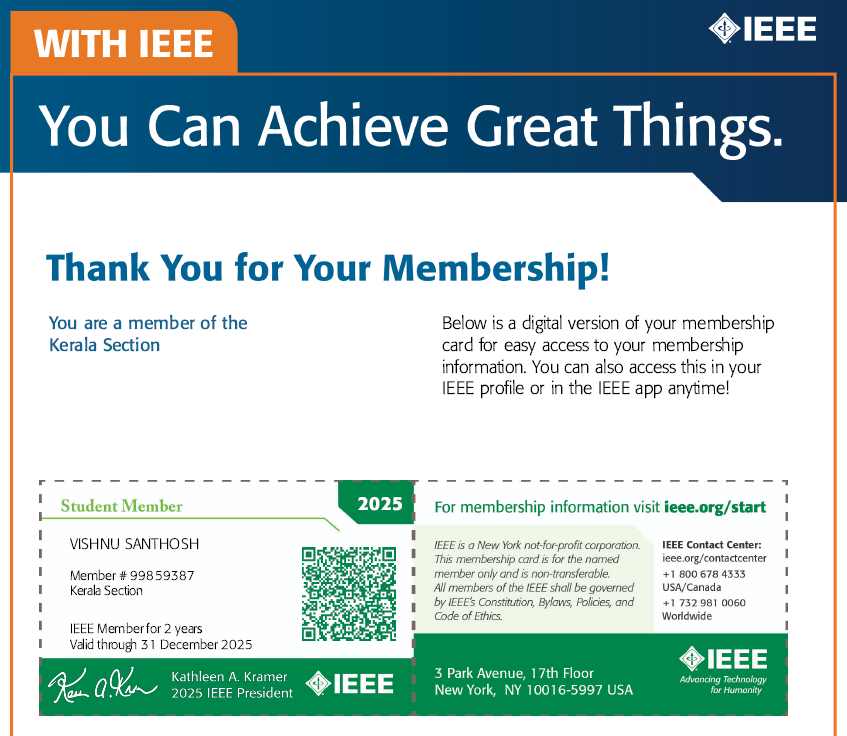 WITH IEEE
IEEE
You Can Achieve Great Things.
Thank You for Your Membership!
You are a member of the
Kerala Section
Below is a digital version of your membership
card for easy access to your membership
information. You can also access this in your
IEEE profile or in the IEEE app anytime!
Student Member
2025
VISHNU SANTHOSH
Member # 99859387
Kerala Section
IEEE Member for 2 years
Valid through 31 December 2025
Kathleen A. Kramer
2025 IEEE President
IEEE
For membership information visit ieee.org/start
IEEE is a New York not-for-profit corporation.
This membership card is for the named
member only and is non-transferable.
All members of the IEEE shall be governed
by IEEE's Constitution, Bylaws, Policies, and
Code of Ethics.
IEEE Contact Center:
ieee.org/contactcenter
+1 800 678 4333
USA/Canada
+1 732 981 0060
Worldwide
3 Park Avenue, 17th Floor
New York, NY 10016-5997 USA
IEEE
Advancing Technology
for Humanity